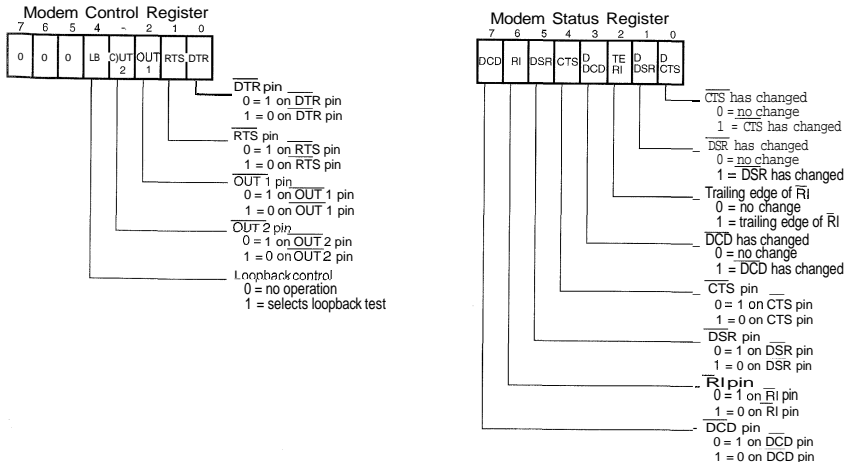 Modem Control Register
7 6 5 4 ~ 2 1 0
0 0 0 LB OUT 2 OUT 1 RTS DTR
DTR pin
0 = 1 on DTR pin
1 = 0 on DTR pin
RTS pin
0 = 1 on RTS pin
1 = 0 on RTS pin
OUT 1 pin
0 = 1 on OUT 1 pin
1 = 0 on OUT 1 pin
OUT 2 pin
0 = 1 on OUT 2 pin
1 = 0 on OUT 2 pin
Loopback control
0 = no operation
1 = selects loopback test
Modem Status Register
7 6 5 4 3 2 1 0
DCD RI DSR CTS D DCD TE RI D DSR D CTS
CTS has changed
0 = no change
1 = CTS has changed
DSR has changed
0 = no change
1 = DSR has changed
Trailing edge of RI
0 = no change
1 = trailing edge of RI
DCD has changed
0 = no change
1 = DCD has changed
CTS pin
0 = 1 on CTS pin
1 = 0 on CTS pin
DSR pin
0 = 1 on DSR pin
1 = 0 on DSR pin
RI pin
0 = 1 on RI pin
1 = 0 on RI pin
DCD pin
0 = 1 on DCD pin
1 = 0 on DCD pin